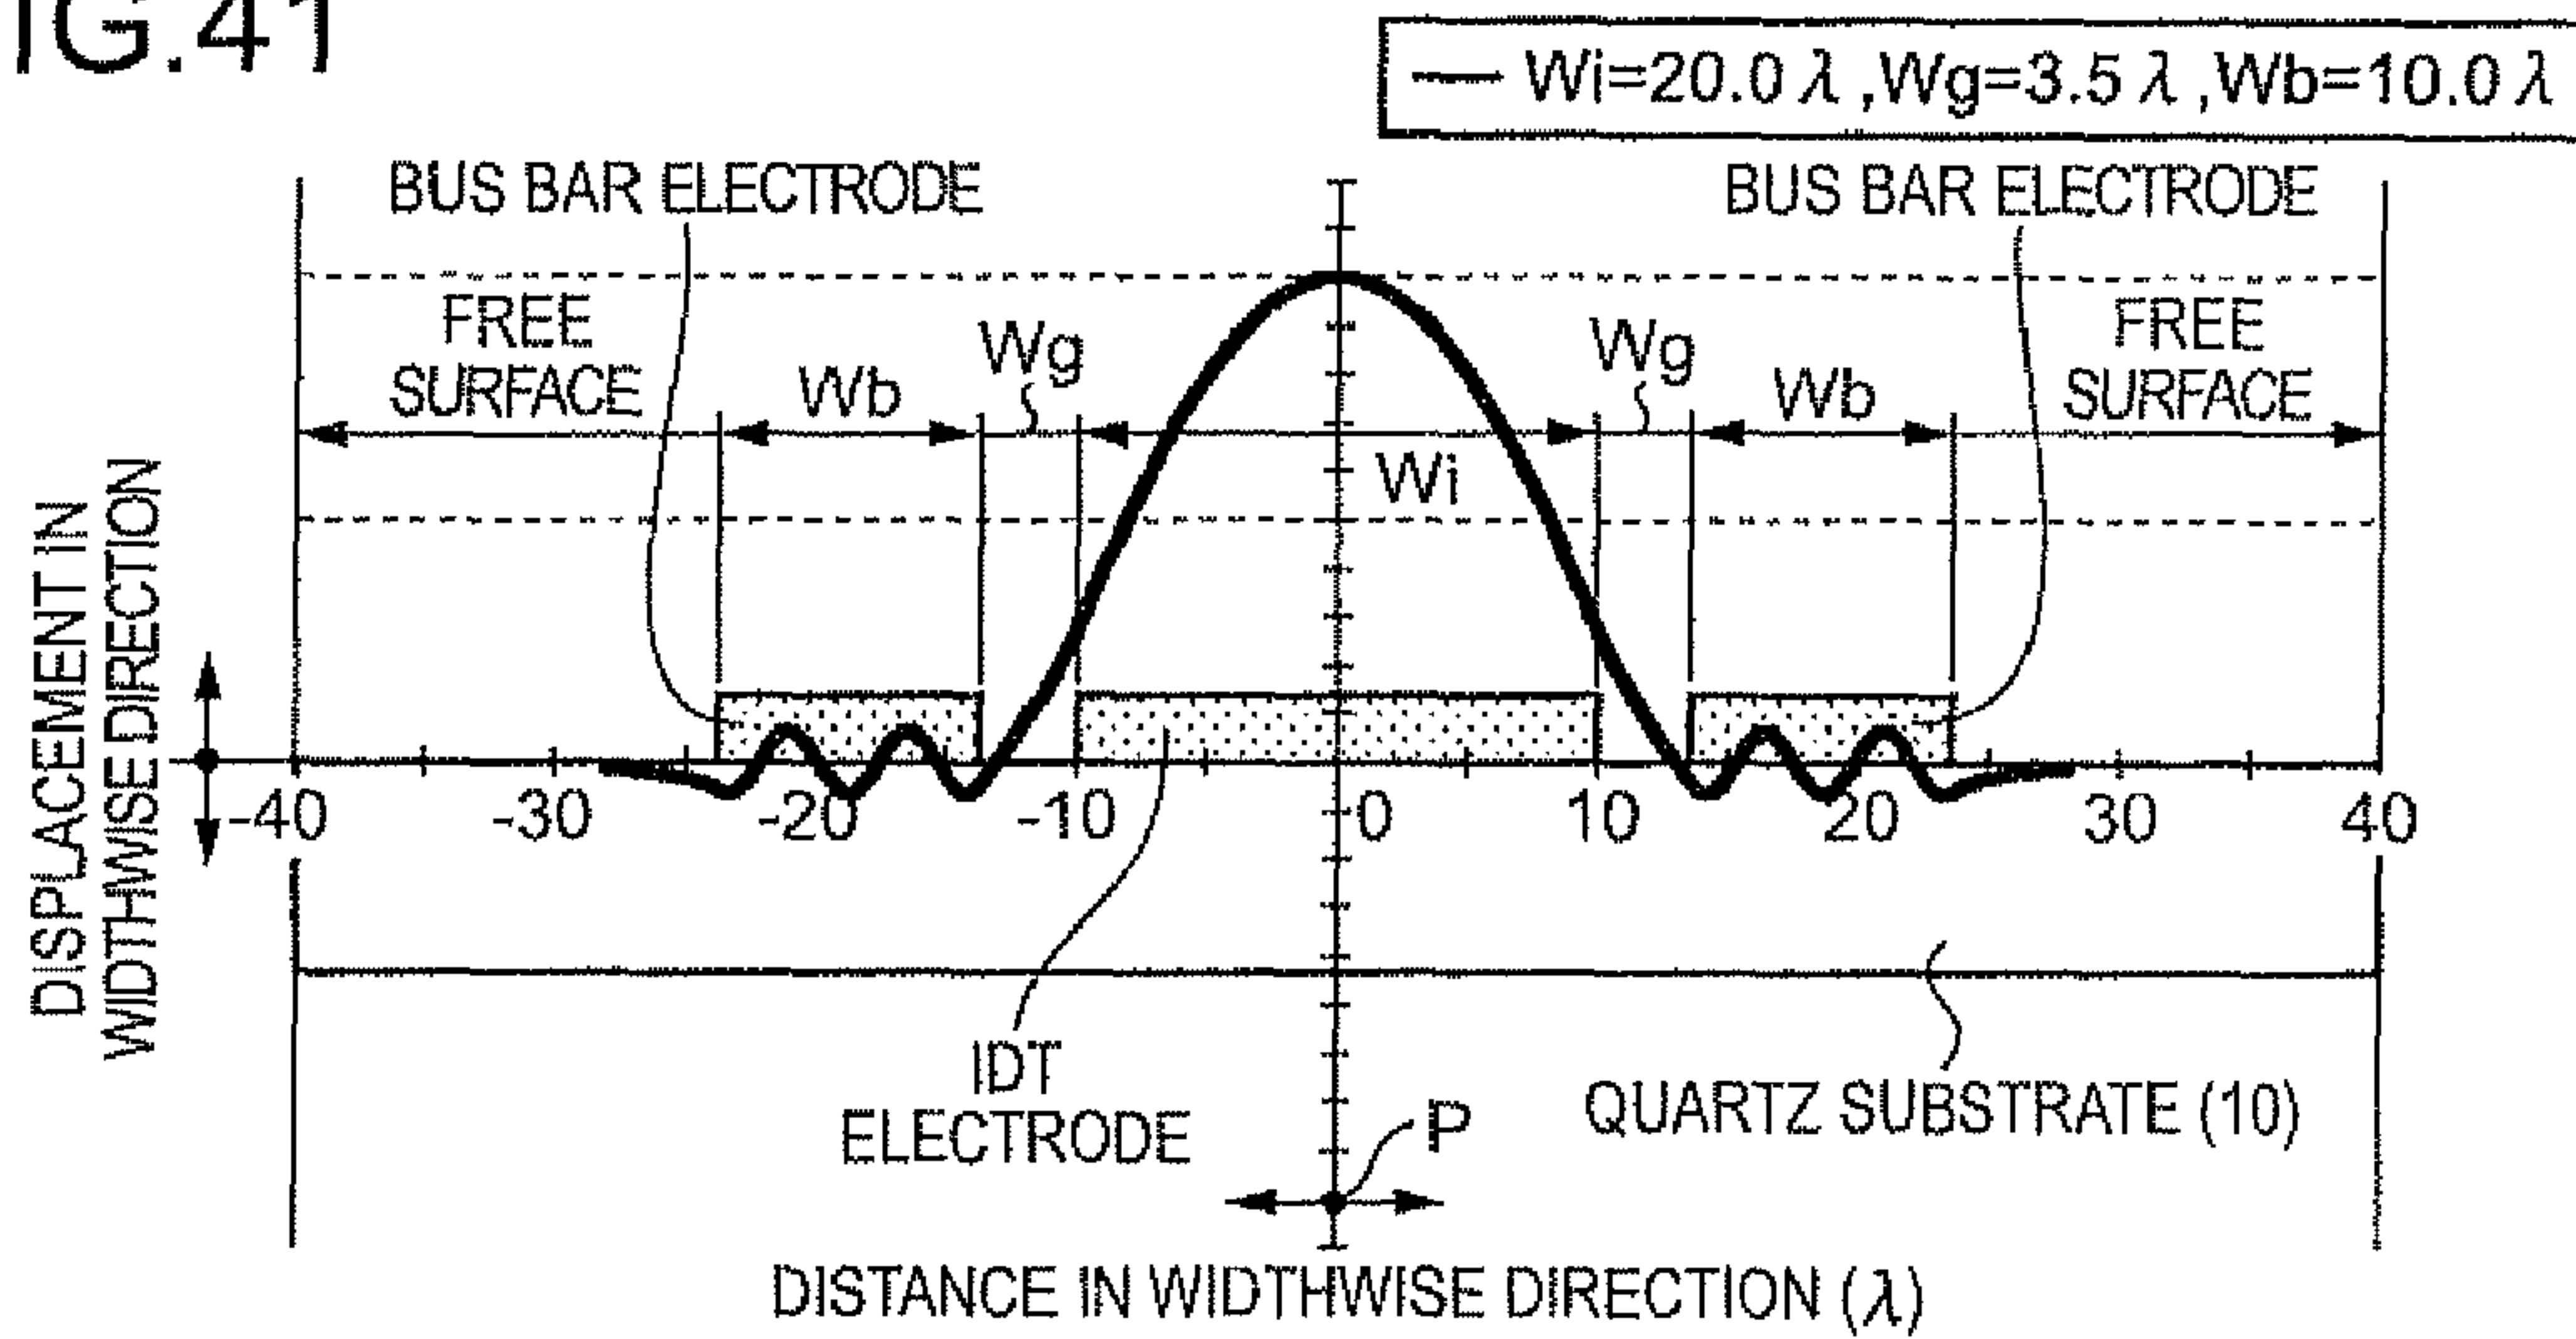 IG.41
Wi=20.0 λ ,Wg=3.5 λ ,Wb=10.0 λ
BUS BAR ELECTRODE
BUS BAR ELECTRODE
FREE
SURFACE
Wb
Wg
Wg
Wb
FREE
SURFACE
Wi
DISPLACEMENT IN
WIDTHWISE DIRECTION
-40
-30
-20
-10
0
10
20
30
40
IDT
ELECTRODE
P
QUARTZ SUBSTRATE (10)
DISTANCE IN WIDTHWISE DIRECTION (λ)